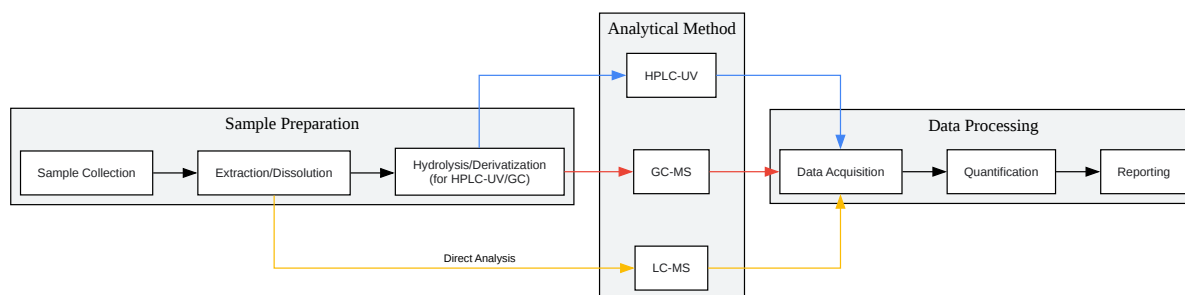 Analytical Method
HPLC-UV
Sample Preparation
Data Processing
Sample Collection
Extraction/Dissolution
Hydrolysis/Derivatization
(for HPLC-UV/GC)
GC-MS
Data Acquisition
Quantification
Reporting
Direct Analysis
LC-MS